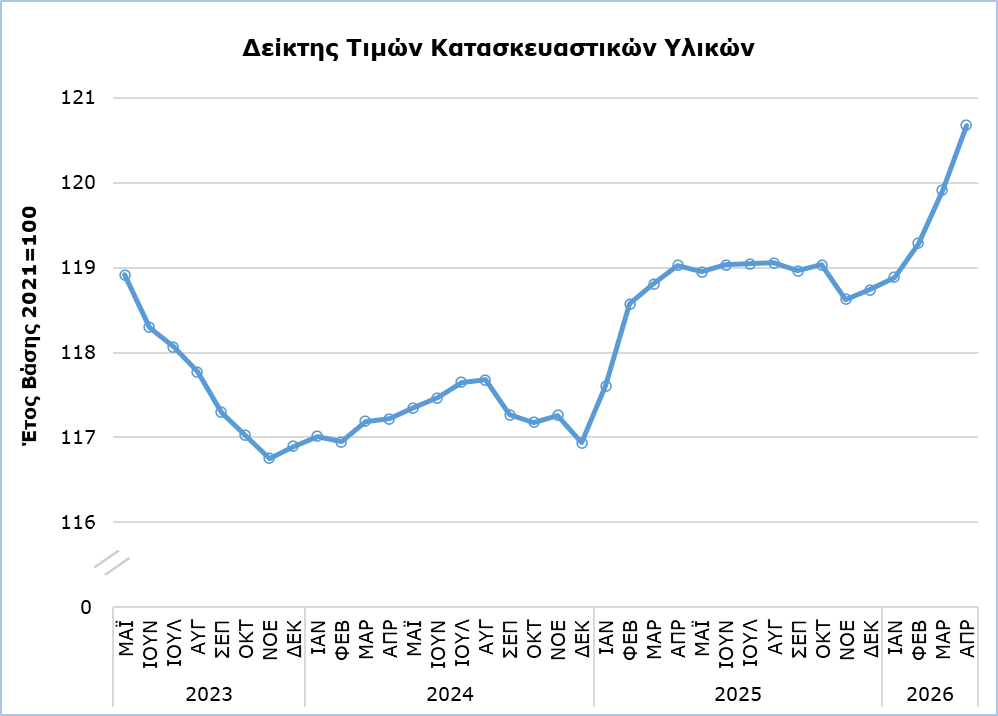 Δείκτης Τιμών Κατασκευαστικών Υλικών
Έτος Βάσης 2021=100
121
120
119
118
117
116
0
ΜΑΪ ΙΟΥΝ ΙΟΥΛ ΑΥΓ ΣΕΠ ΟΚΤ ΝΟΕ ΔΕΚ ΙΑΝ ΦΕΒ ΜΑΡ ΑΠΡ ΜΑΪ ΙΟΥΝ ΙΟΥΛ ΑΥΓ ΣΕΠ ΟΚΤ ΝΟΕ ΔΕΚ ΙΑΝ ΦΕΒ ΜΑΡ ΑΠΡ ΜΑΪ ΙΟΥΝ ΙΟΥΛ ΑΥΓ ΣΕΠ ΟΚΤ ΝΟΕ ΔΕΚ ΙΑΝ ΦΕΒ ΜΑΡ ΑΠΡ
2023 2024 2025 2026